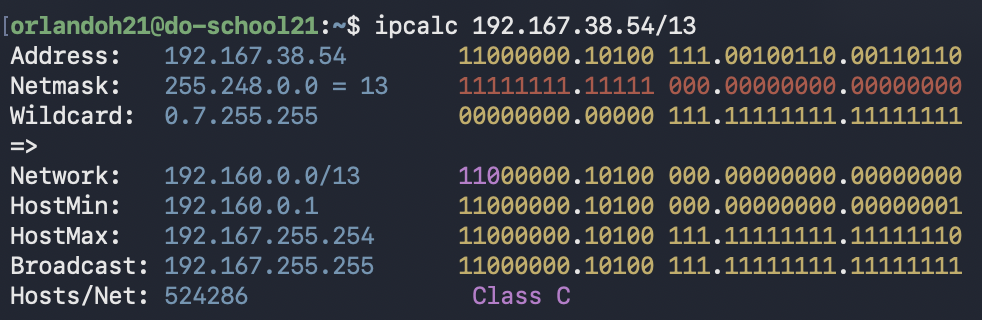 [orlandoh21@do-school21:~$ ipcalc 192.167.38.54/13
Address:   192.167.38.54        11000000.10100 111.00100110.00110110
Netmask:   255.248.0.0 = 13     11111111.11111 000.00000000.00000000
Wildcard:  0.7.255.255          00000000.00000 111.11111111.11111111
=>
Network:   192.160.0.0/13       11000000.10100 000.00000000.00000000
HostMin:   192.160.0.1          11000000.10100 000.00000000.00000001
HostMax:   192.167.255.254      11000000.10100 111.11111111.11111110
Broadcast: 192.167.255.255      11000000.10100 111.11111111.11111111
Hosts/Net: 524286                Class C